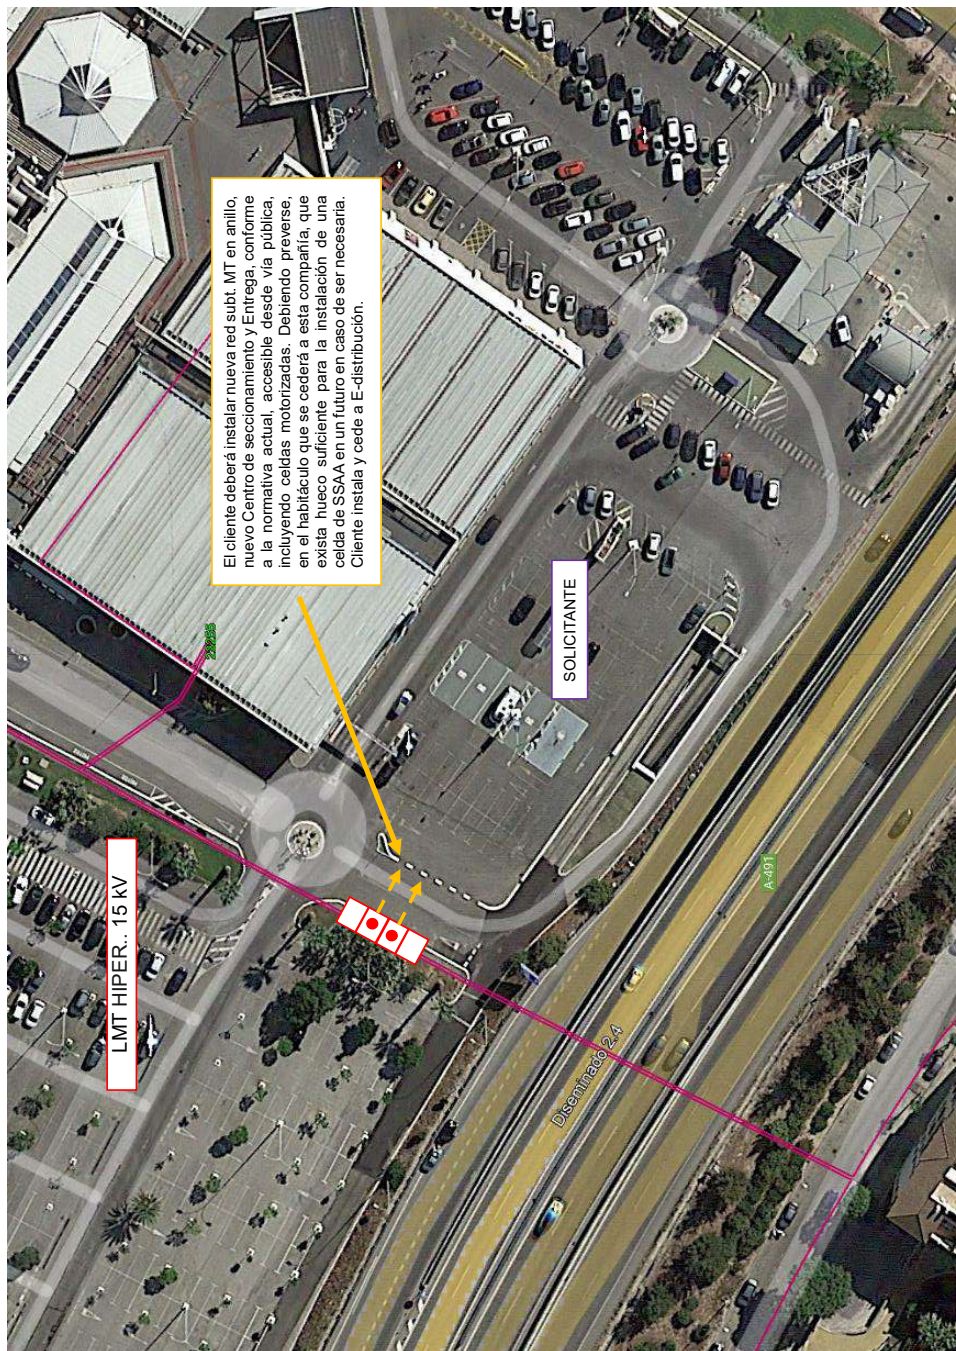 El cliente deberá instalar nueva red subt. MT en anillo,
nuevo Centro de seccionamiento y Entrega, conforme
a la normativa actual, accesible desde vía pública,
incluyendo celdas motorizadas. Debiendo preverse,
en el habitáculo que se cederá a esta compañía, que
exista hueco suficiente para la instalación de una
celda de SSAA en un futuro en caso de ser necesaria.
Cliente instala y cede a E-distribución.
LMT HIPER.. 15 kV
SOLICITANTE
A-491
Diseminado 2.4